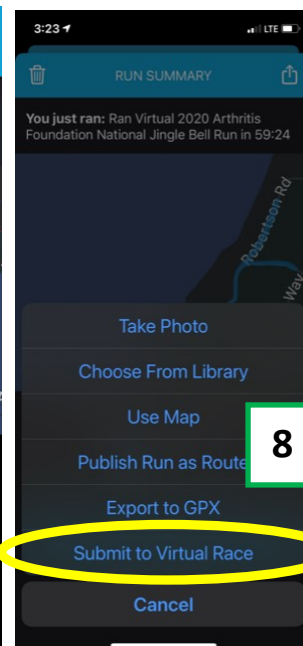 3:23
LTE
RUN SUMMARY
You just ran: Ran Virtual 2020 Arthritis
Foundation National Jingle Bell Run in 59:24
Robertson Rd
Way
Take Photo
Choose From Library
Use Map
Publish Run as Route
8
Export to GPX
Submit to Virtual Race
Cancel